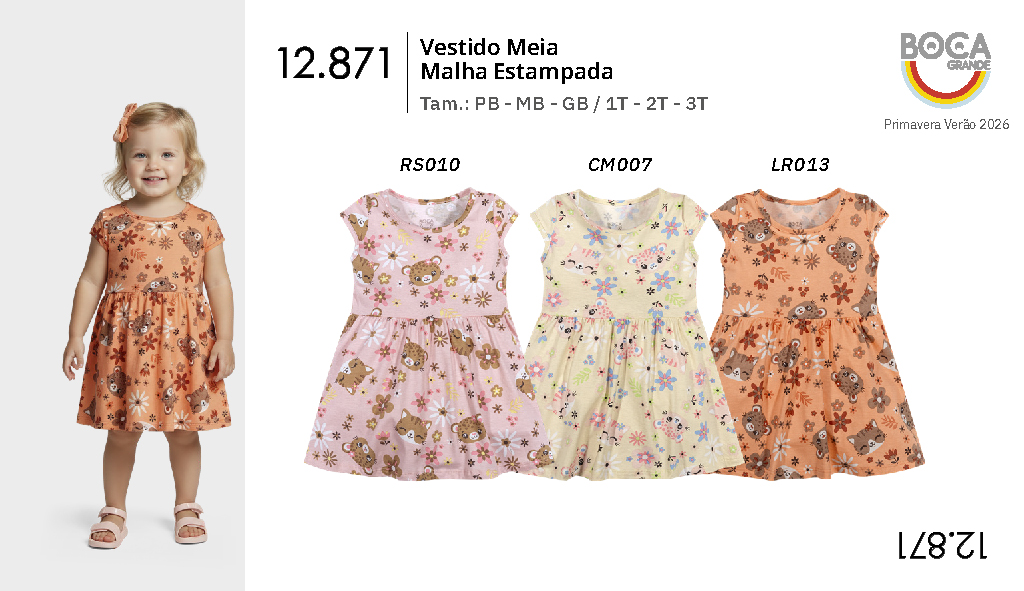 12.871
Vestido Meia
Malha Estampada
Tam.: PB - MB - GB / 1T - 2T - 3T
BOCA
GRANDE
Primavera Verão 2026
RS010
CM007
LR013
12.871